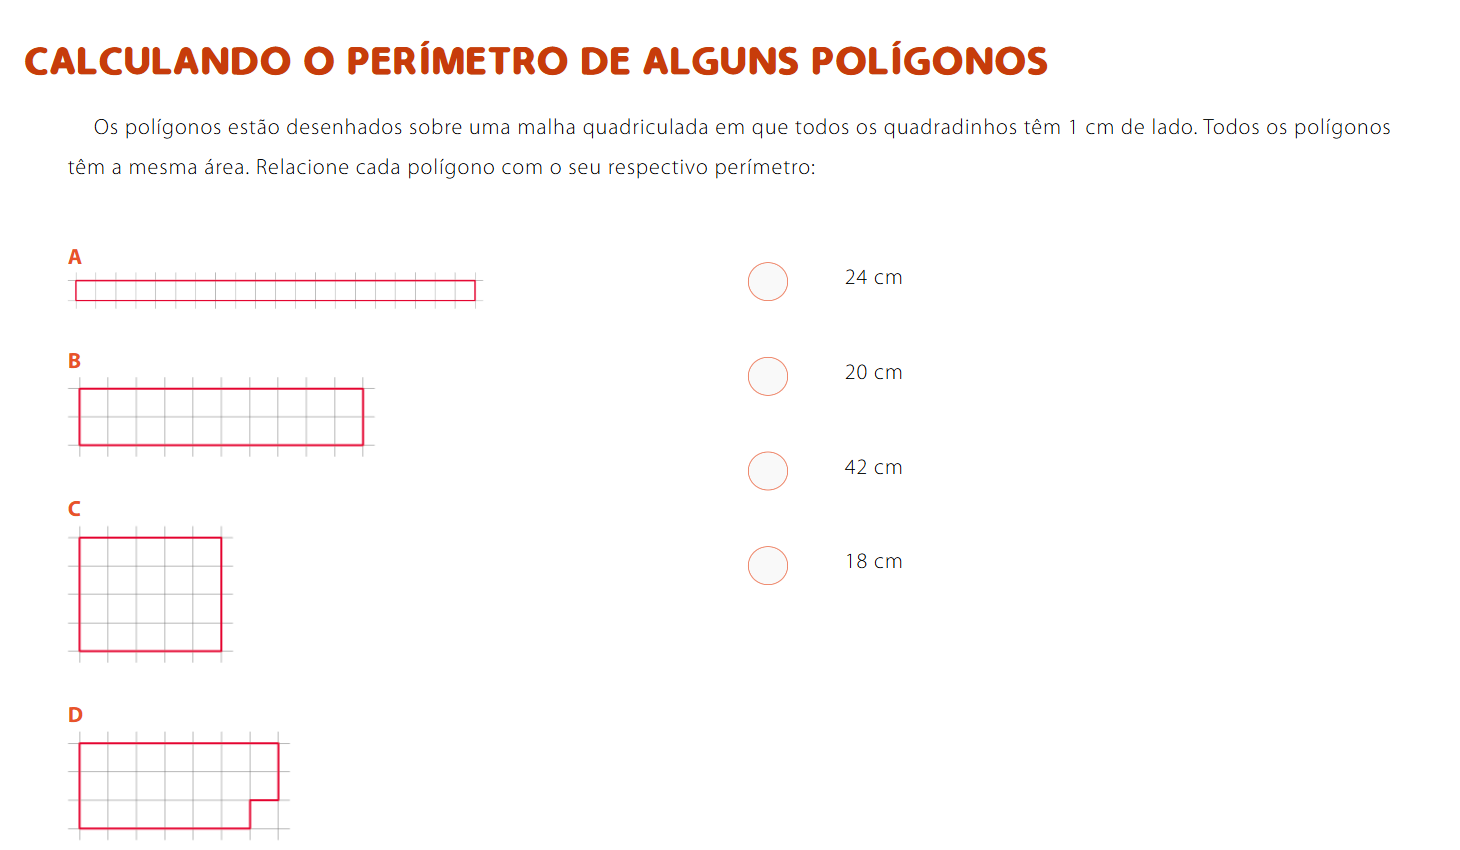 CALCULANDO O PERÍMETRO DE ALGUNS POLÍGONOS
Os polígonos estão desenhados sobre uma malha quadriculada em que todos os quadradinhos têm 1 cm de lado. Todos os polígonos
têm a mesma área. Relacione cada polígono com o seu respectivo perímetro:
A
24 cm
B
20 cm
42 cm
C
18 cm
D